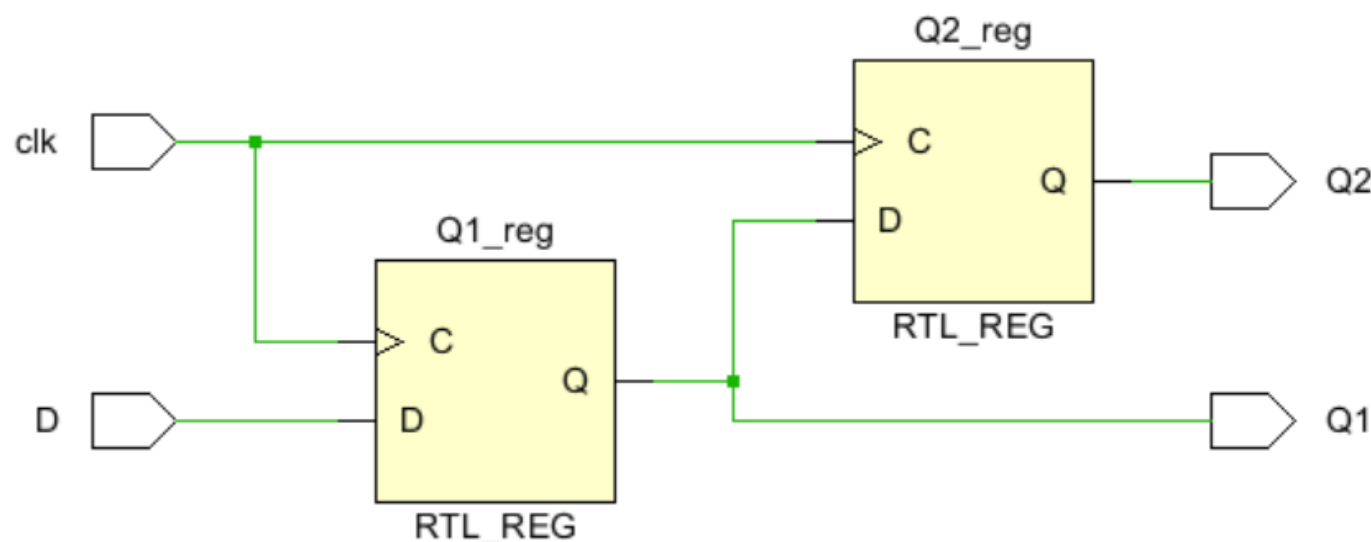 Q2_reg
clk
C
Q
Q2
D
RTL_REG
Q1_reg
C
Q
D
D
Q1
RTL_REG